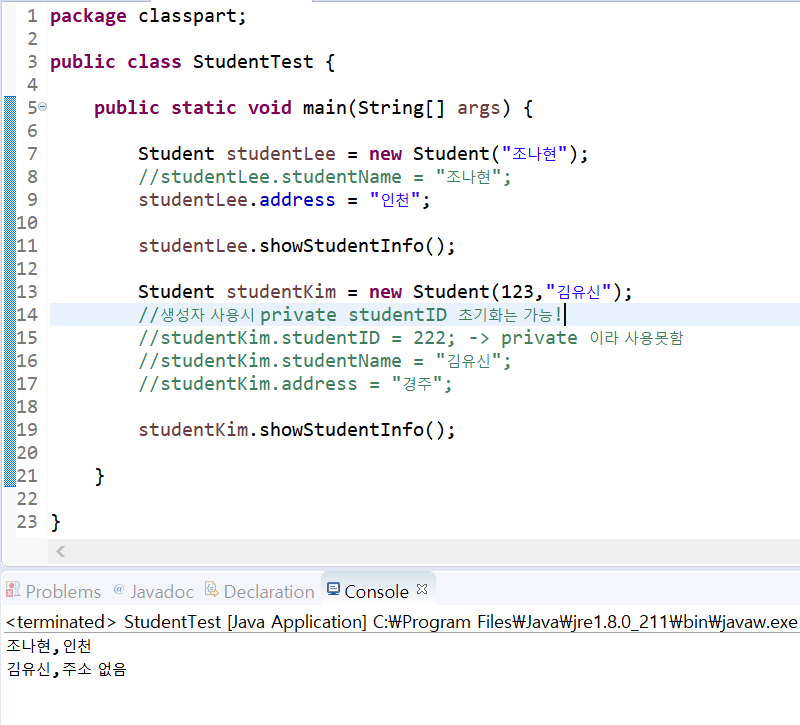 1 package classpart;
2
3 public class StudentTest {
4
5 public static void main(String[] args) {
6
7 Student studentLee = new Student("조나현");
8 //studentLee.studentName = "조나현";
9 studentLee.address = "인천";
10
11 studentLee.showStudentInfo();
12
13 Student studentKim = new Student(123,"김유신");
14 //생성자 사용시 private studentID 초기화는 가능!
15 //studentKim.studentID = 222; -> private 이라 사용못함
16 //studentKim.studentName = "김유신";
17 //studentKim.address = "경주";
18
19 studentKim.showStudentInfo();
20
21 }
22
23 }
Problems @ Javadoc Declaration Console
<terminated> StudentTest [Java Application] C:₩Program Files₩Java₩jre1.8.0_211₩bin₩javaw.exe
조나현,인천
김유신,주소 없음